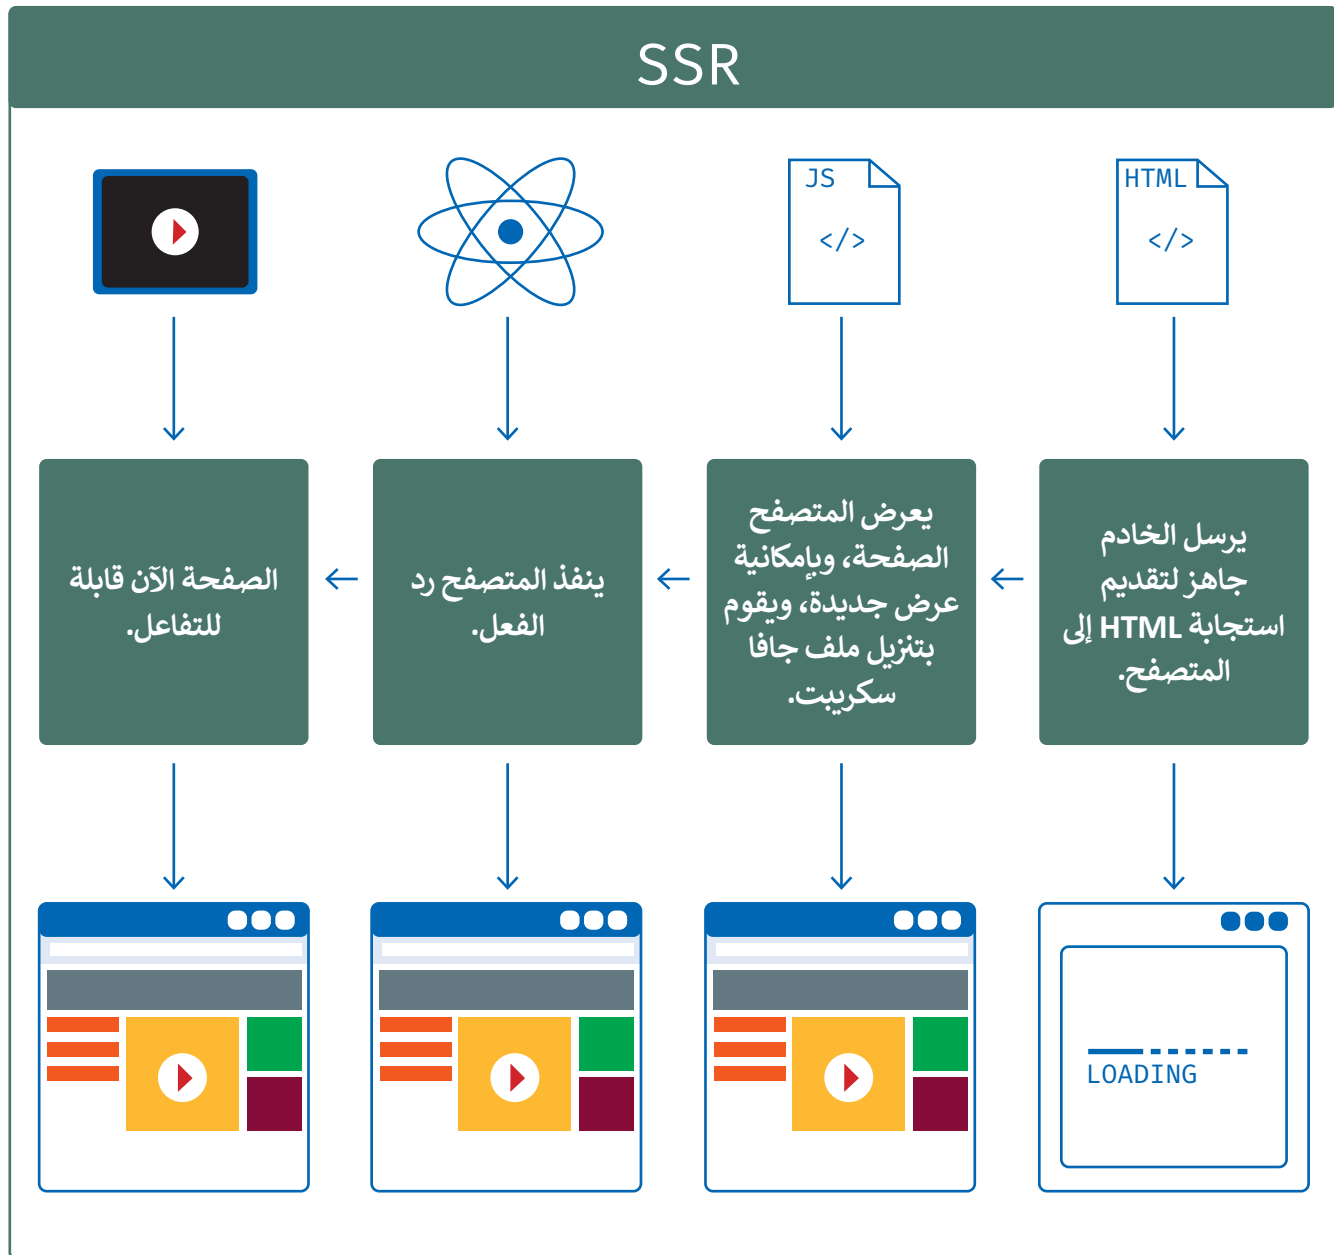 SSR
HTML
</>
JS
</>
يرسل الخادم
جاهز لتقديم
استجابة HTML إلى
المتصفح.
يعرض المتصفح
الصفحة، وبإمكانية
عرض جديدة، ويقوم
بتنزيل ملف جافا
سكريبت.
ينفذ المتصفح رد
الفعل.
الصفحة الآن قابلة
للتفاعل.
LOADING